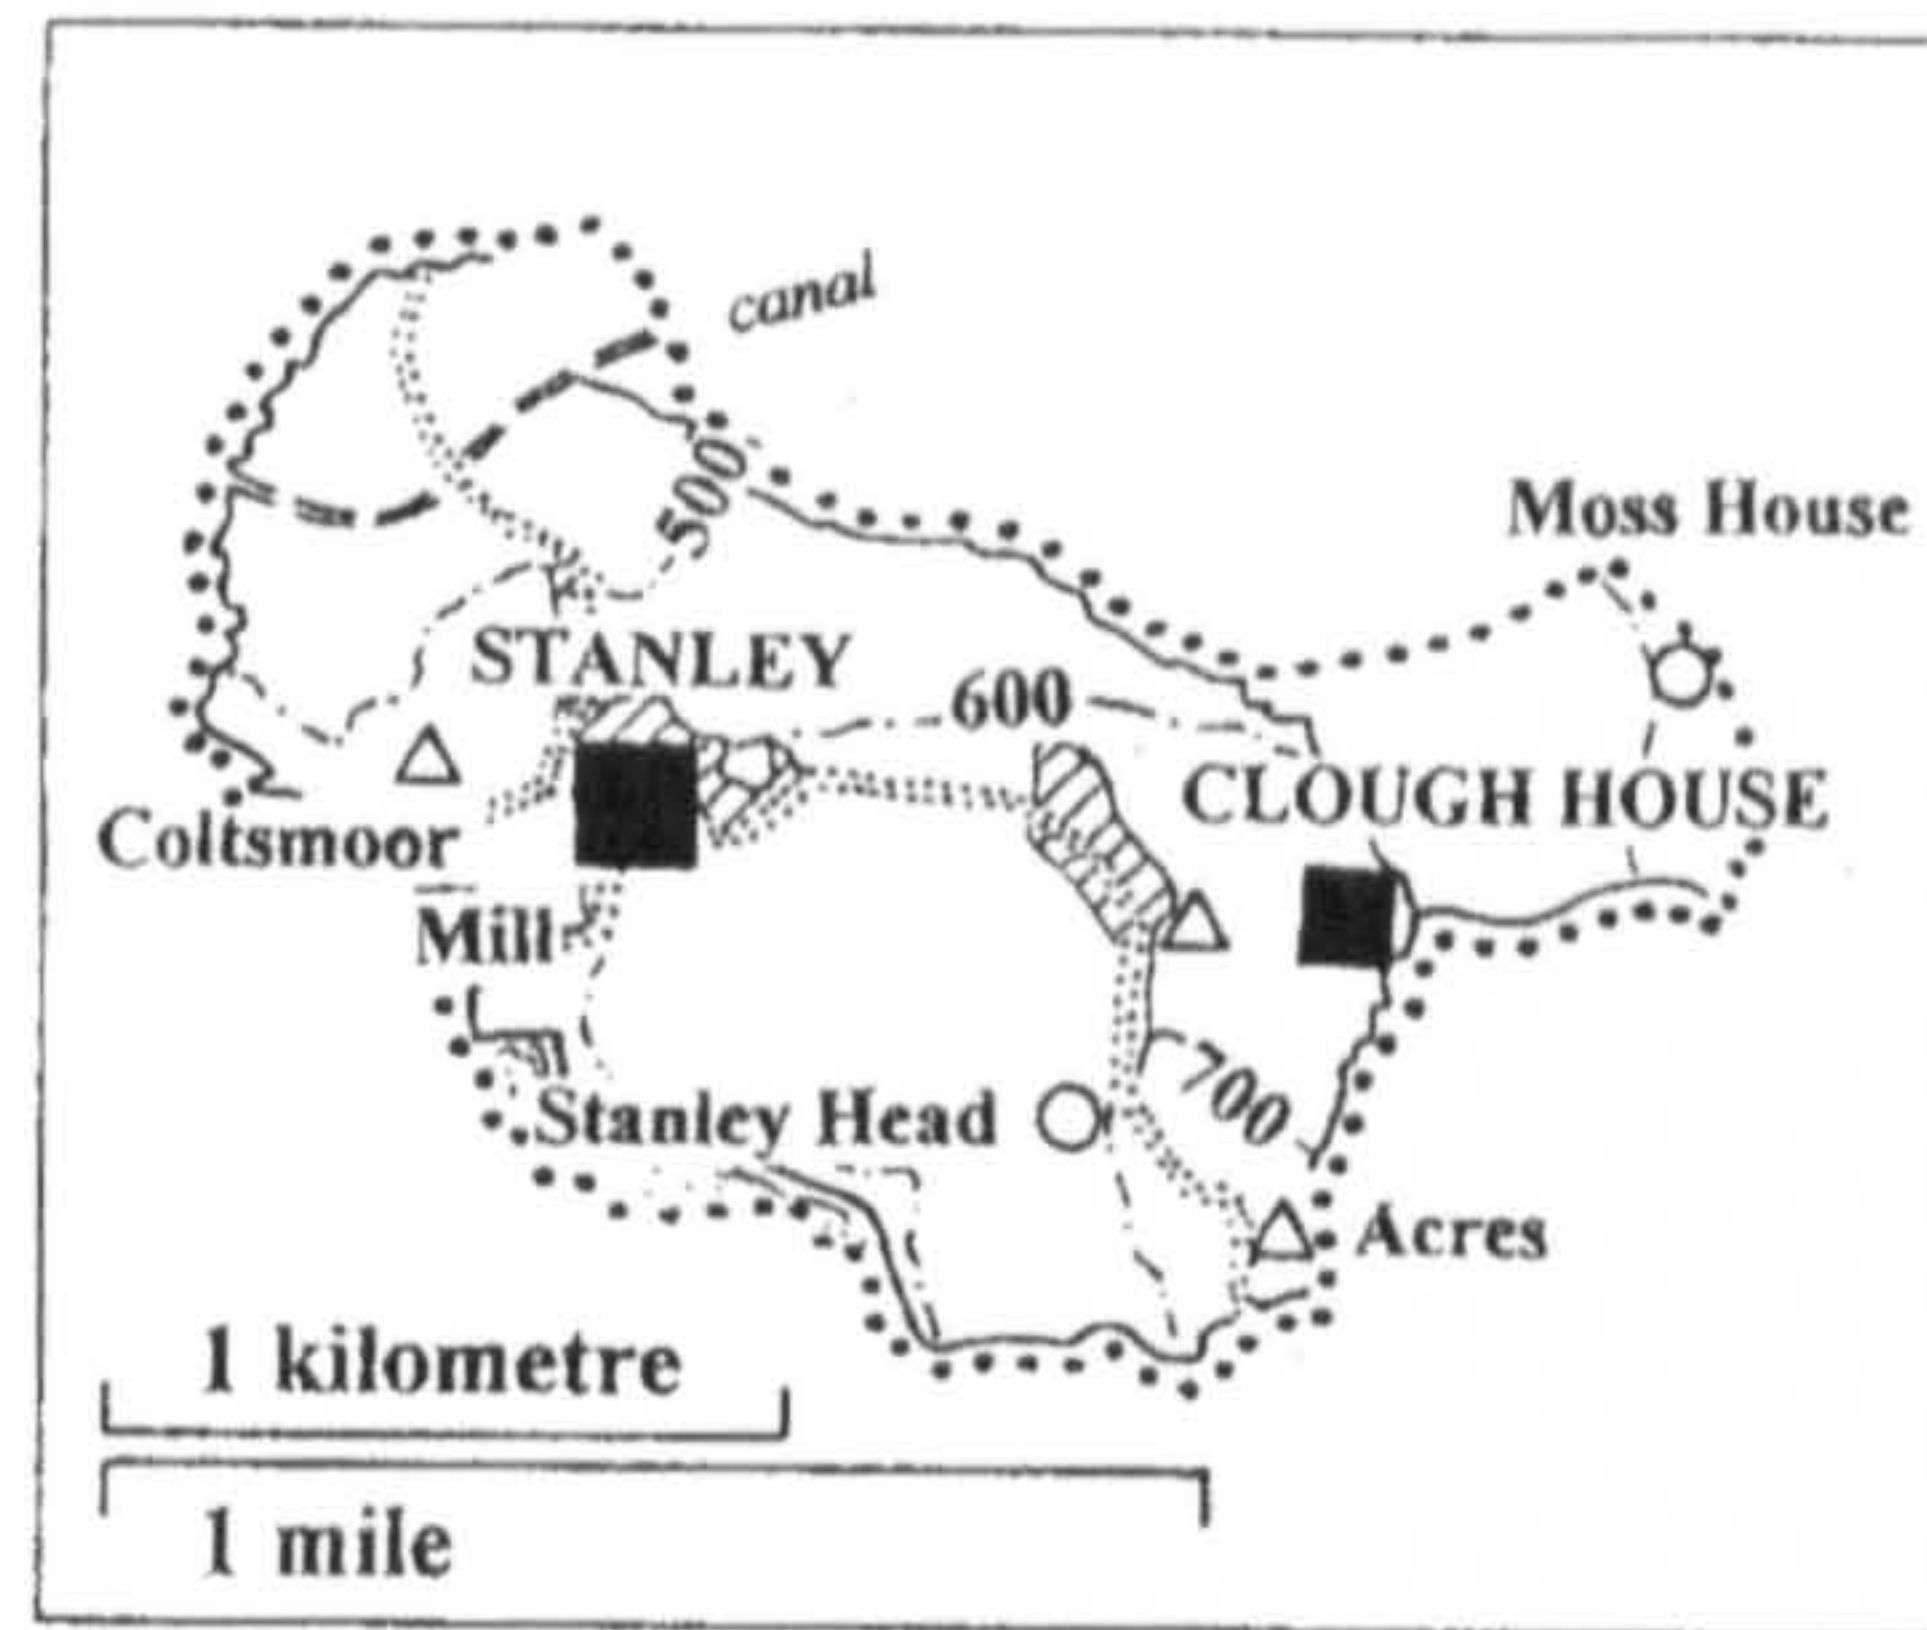 canal
500
Moss House
STANLEY
600
CLOUGH HOUSE
Coltsmoor
Mill
700
Stanley Head
Acres
1 kilometre
1 mile